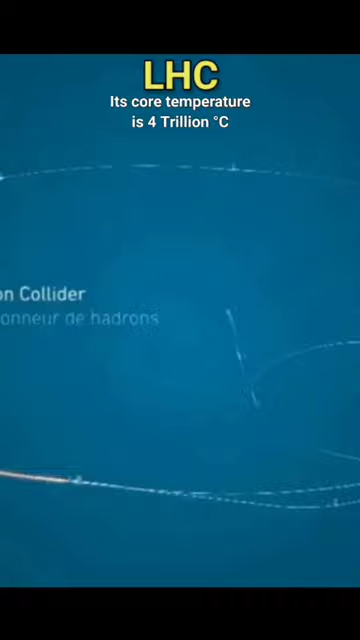 LHC
Its core temperature
is 4 Trillion °C
on Collider
onneur de hadrons